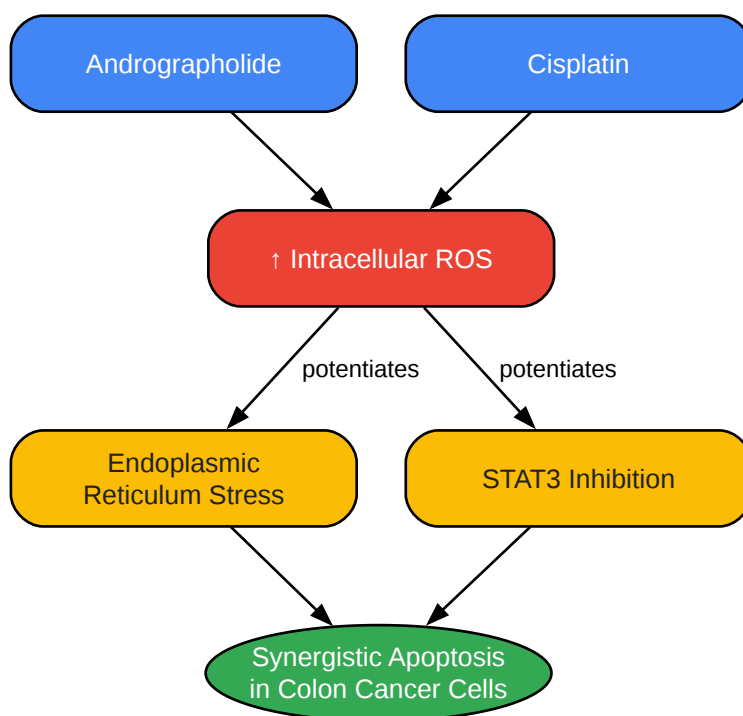 Andrographolide
Cisplatin
↑ Intracellular ROS
potentiates
potentiates
Endoplasmic
Reticulum Stress
STAT3 Inhibition
Synergistic Apoptosis
in Colon Cancer Cells